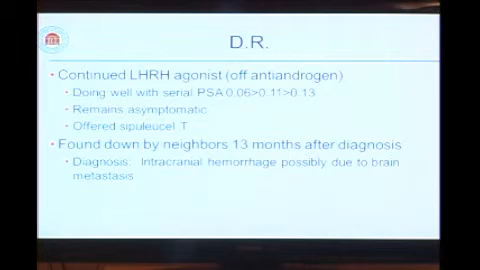 D.R.
• Continued LHRH agonist (off antiandrogen)
• Doing well with serial PSA 0.06>0.11>0.13
• Remains asymptomatic
• Offered sipuleucel T
• Found down by neighbors 13 months after diagnosis
• Diagnosis: Intracranial hemorrhage possibly due to brain
metastasis